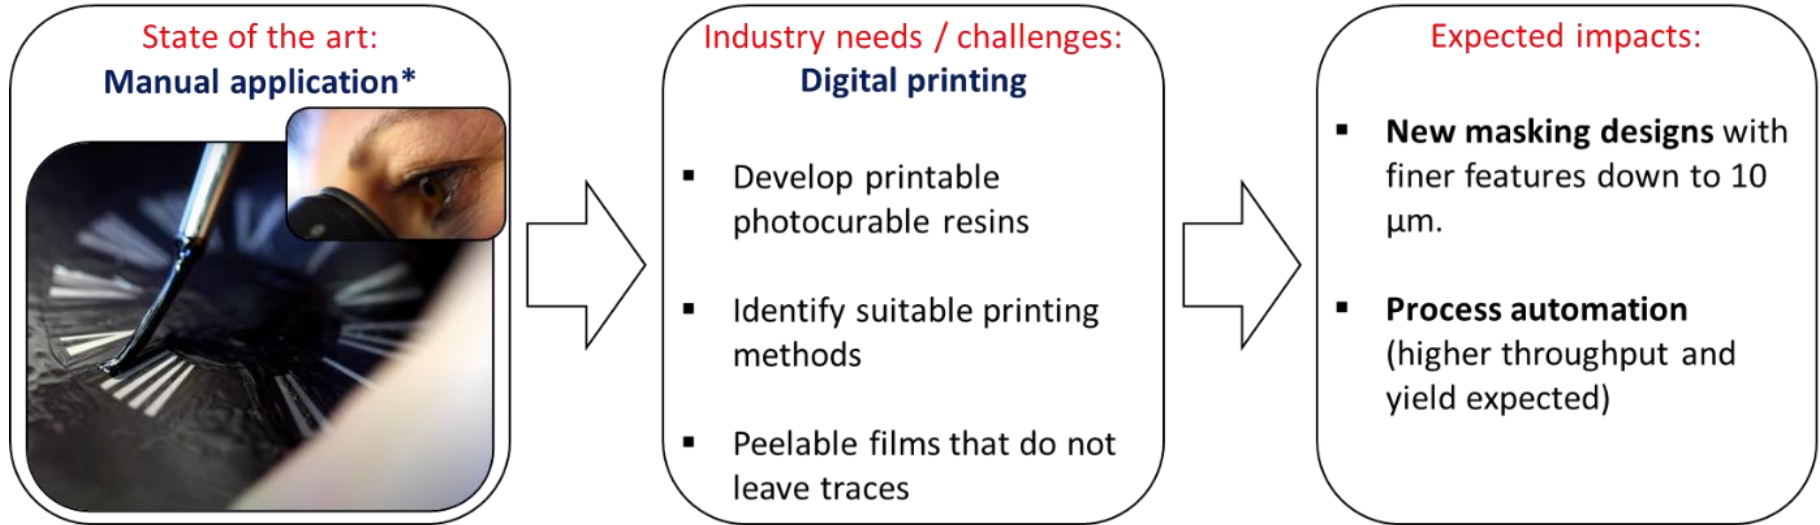 State of the art:
Manual application*
Industry needs / challenges:
Digital printing
▪ Develop printable
photocurable resins
▪ Identify suitable printing
methods
▪ Peelable films that do not
leave traces
Expected impacts:
▪ New masking designs with
finer features down to 10
µm.
▪ Process automation
(higher throughput and
yield expected)